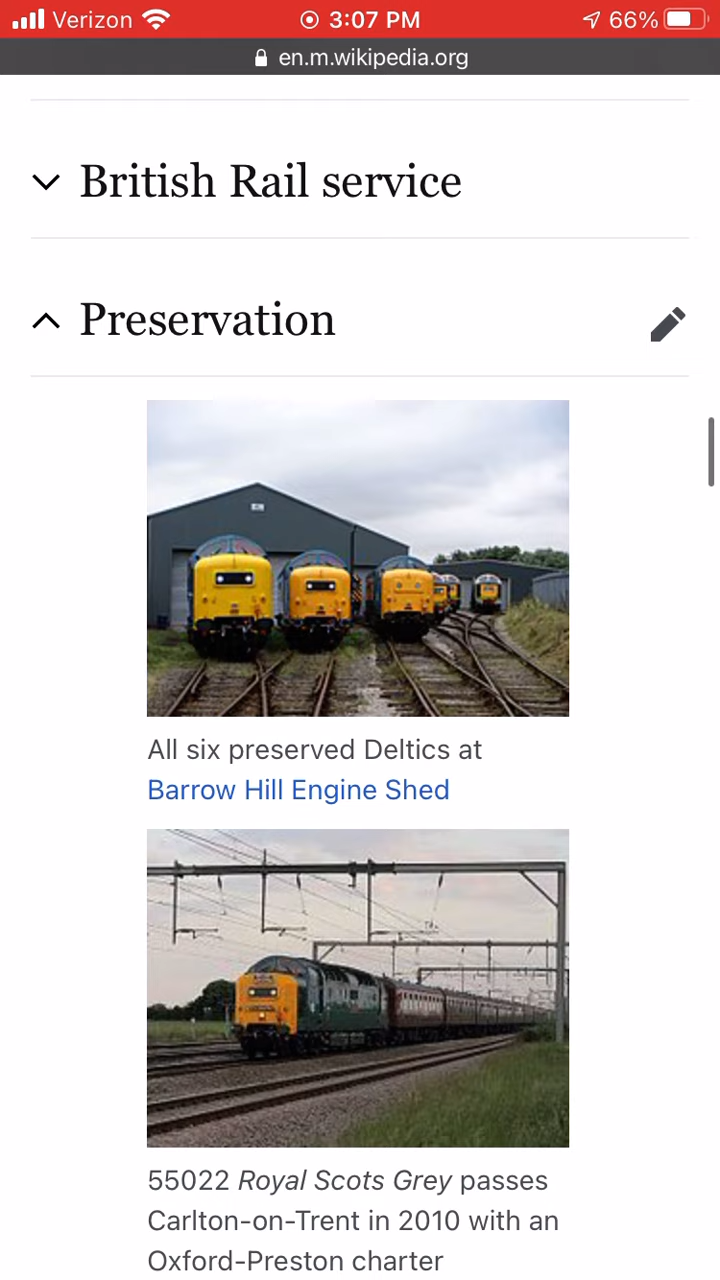 Verizon 3:07 PM 66%
en.m.wikipedia.org
British Rail service
Preservation
All six preserved Deltics at
Barrow Hill Engine Shed
55022 Royal Scots Grey passes
Carlton-on-Trent in 2010 with an
Oxford-Preston charter